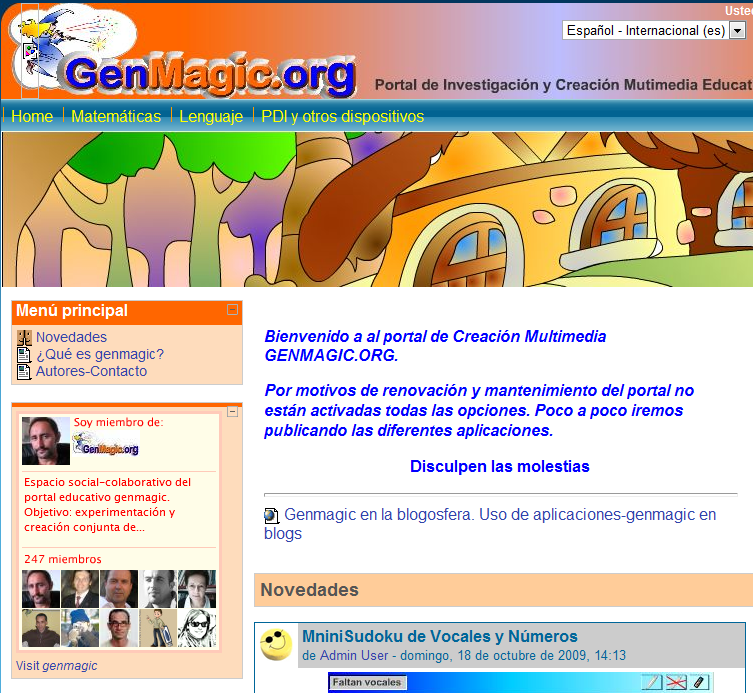 Uste
Español - Internacional (es)
GenMagic.org
Portal de Investigación y Creación Mutimedia Educat
Home
Matemáticas
Lenguaje
PDI y otros dispositivos
Menú principal
Novedades
¿Qué es genmagic?
Autores-Contacto
Soy miembro de:
GenMagic.org
Espacio social-colaborativo del
portal educativo genmagic.
Objetivo: experimentación y
creación conjunta de...
247 miembros
Visit genmagic
Bienvenido a al portal de Creación Multimedia
GENMAGIC.ORG.
Por motivos de renovación y mantenimiento del portal no
están activadas todas las opciones. Poco a poco iremos
publicando las diferentes aplicaciones.
Disculpen las molestias
Genmagic en la blogosfera. Uso de aplicaciones-genmagic en
blogs
Novedades
MniniSudoku de Vocales y Números
de Admin User - domingo, 18 de octubre de 2009, 14:13
Faltan vocales